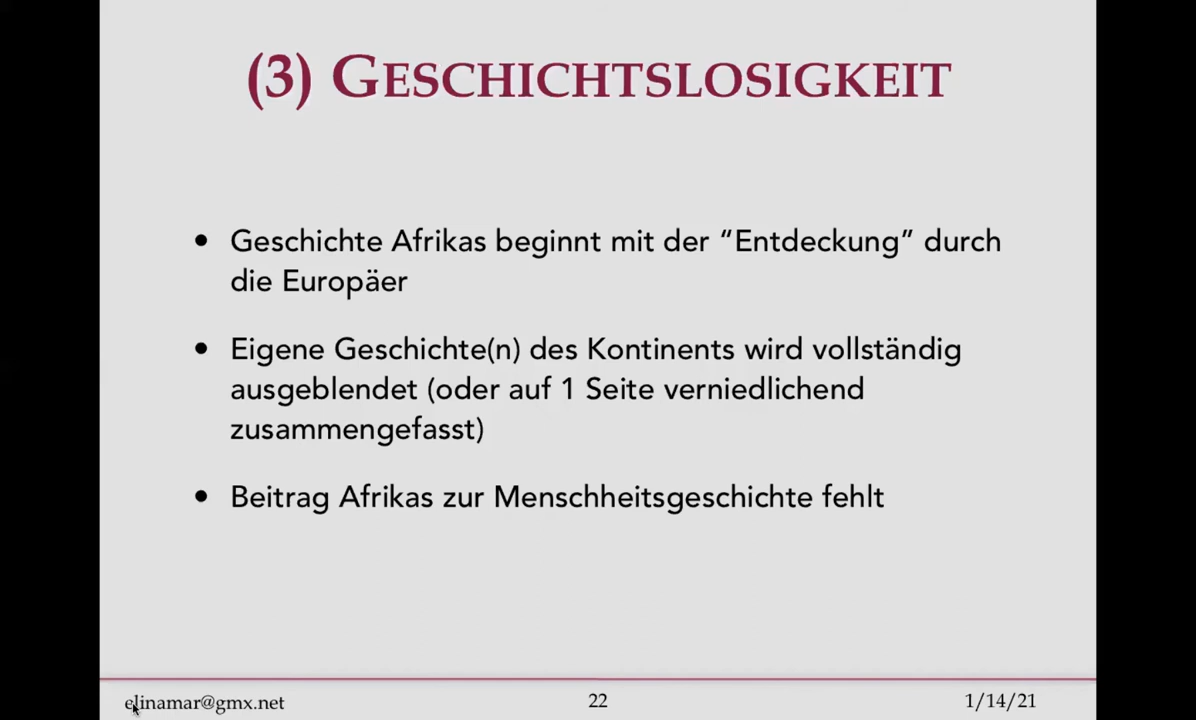 (3) GESCHICHTSLOSIGKEIT
• Geschichte Afrikas beginnt mit der “Entdeckung” durch
die Europäer
• Eigene Geschichte(n) des Kontinents wird vollständig
ausgeblendet (oder auf 1 Seite verniedlichend
zusammengefasst)
• Beitrag Afrikas zur Menschheitsgeschichte fehlt
elinamar@gmx.net
22
1/14/21